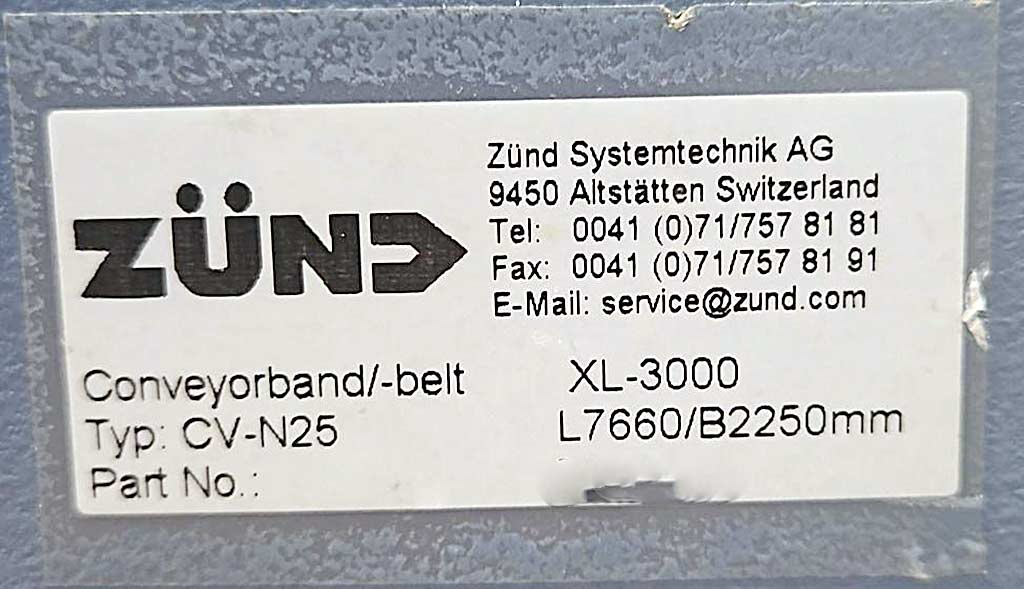 ZÜND
Zünd Systemtechnik AG
9450 Altstätten Switzerland
Tel: 0041 (0)71/757 81 81
Fax: 0041 (0)71/757 81 91
E-Mail: service@zund.com
Conveyorband/-belt XL-3000
Typ: CV-N25 L7660/B2250mm
Part No.: